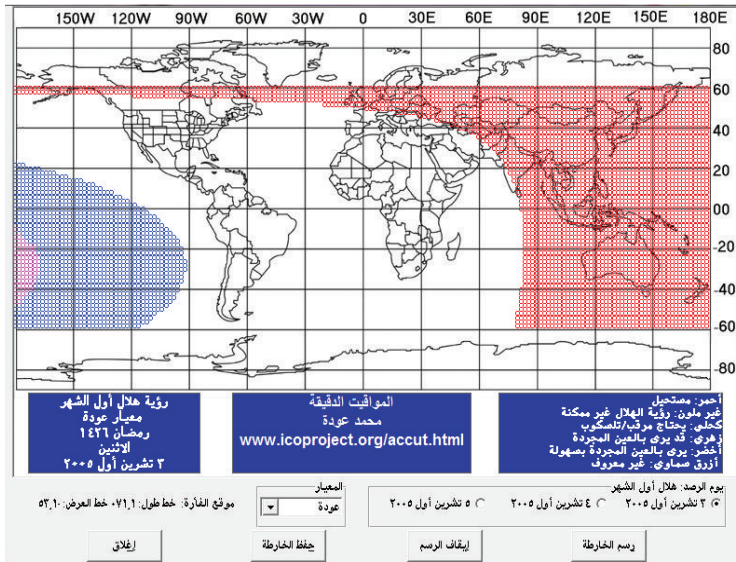 150W 120W 90W 60W 30W 0 30E 60E 90E 120E 150E 180E
80
60
40
20
00
-20
-40
-60
-80
رؤية هلال أول الشهر
معيار عودة
رمضان ١٤٢٦
الاثنين
٣ تشرين أول ٢٠٠٥
المواقيت الدقيقة
محمد عودة
www.icoproject.org/accut.html
أحمر: مستحيل
غير ملون: رؤية الهلال غير ممكنة
كحلي: يحتاج مرقب/تلسكوب
زهري: قد يرى بالعين المجردة
أخضر: يرى بالعين المجردة بسهولة
أزرق سماوي: غير معروف
يوم الرصد: هلال أول الشهر
٣ تشرين أول ٢٠٠٥ ٤ تشرين أول ٢٠٠٥ ٥ تشرين أول ٢٠٠٥
المعيار
عودة
موقع الفأرة: خط طول: ٠٧١,١ خط العرض: ٥٣,١٠
رسم الخارطة إيقاف الرسم حفظ الخارطة إغلاق